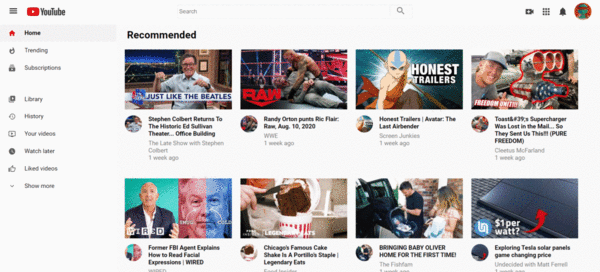 YouTube
Search
Home
Trending
Subscriptions
Library
History
Your videos
Watch later
Liked videos
Show more
Recommended
JUST LIKE THE BEATLES
RAW
HONEST
TRAILERS
FREEDOM UNIT!!!
Stephen Colbert Returns To
The Historic Ed Sullivan
Theater... Office Building
The Late Show with Stephen
Colbert
1 week ago
Randy Orton punts Ric Flair:
Raw, Aug. 10, 2020
WWE
1 week ago
Honest Trailers | Avatar: The
Last Airbender
Screen Junkies
1 week ago
Toast&#39;s Supercharger
Was Lost in the Mail... So
They Sent Us This!!! (PURE
FREEDOM)
Cleetus McFarland
1 week ago
WIRED
LEGENDARY EATS
$1 per
watt?
Former FBI Agent Explains
How to Read Facial
Expressions | WIRED
WIRED
Chicago's Famous Cake
Shake Is A Portillo's Staple |
Legendary Eats
Food Insider
BRINGING BABY OLIVER
HOME FOR THE FIRST TIME!
The Fishfam
1 week ago
Exploring Tesla solar panels
game changing pricing
Undecided with Matt Ferrell
1 week ago